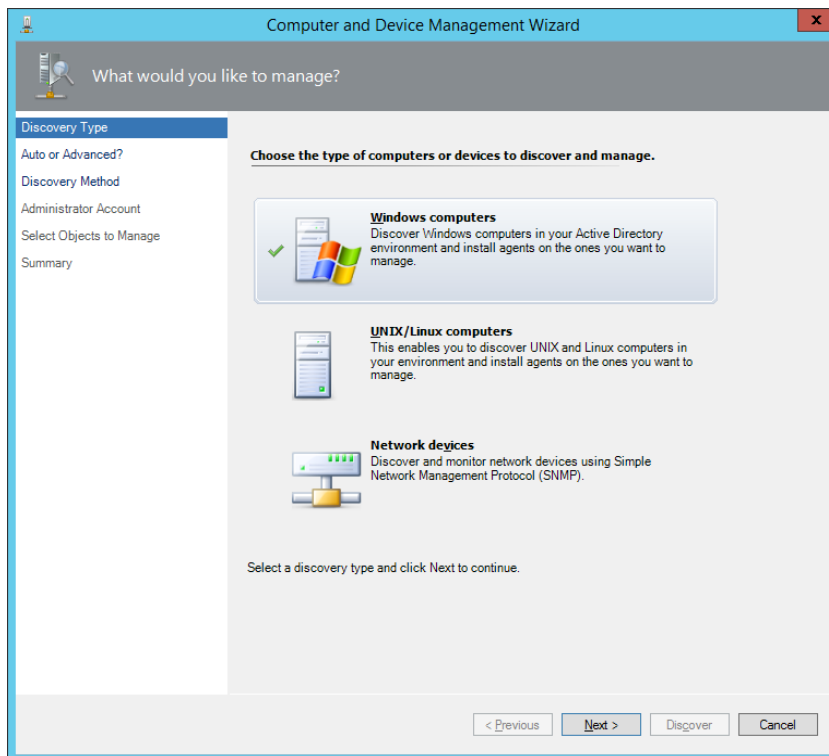 Computer and Device Management Wizard
x
What would you like to manage?
Discovery Type
Auto or Advanced?
Discovery Method
Administrator Account
Select Objects to Manage
Summary
Choose the type of computers or devices to discover and manage.
Windows computers
Discover Windows computers in your Active Directory
environment and install agents on the ones you want to
manage.
UNIX/Linux computers
This enables you to discover UNIX and Linux computers in
your environment and install agents on the ones you want to
manage.
Network devices
Discover and monitor network devices using Simple
Network Management Protocol (SNMP).
Select a discovery type and click Next to continue.
< Previous
Next >
Discover
Cancel